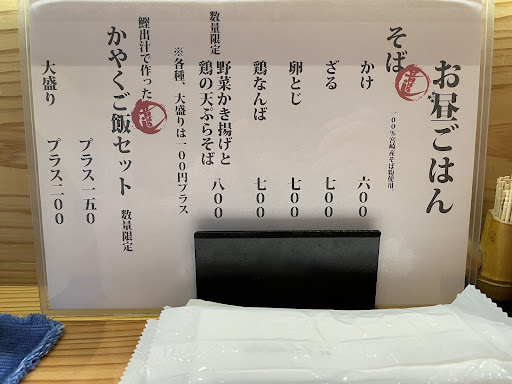 お昼ごはん
そば
一〇〇%宮崎産そば粉使用
かけ 六〇〇
ざる 七〇〇
卵とじ 七〇〇
鶏なんば 七〇〇
数量限定
野菜かき揚げと
鶏の天ぷらそば 八〇〇
※各種、大盛りは一〇〇円プラス
鰹出汁で作った
かやくご飯セット 数量限定
プラス一五〇
大盛り プラス二〇〇